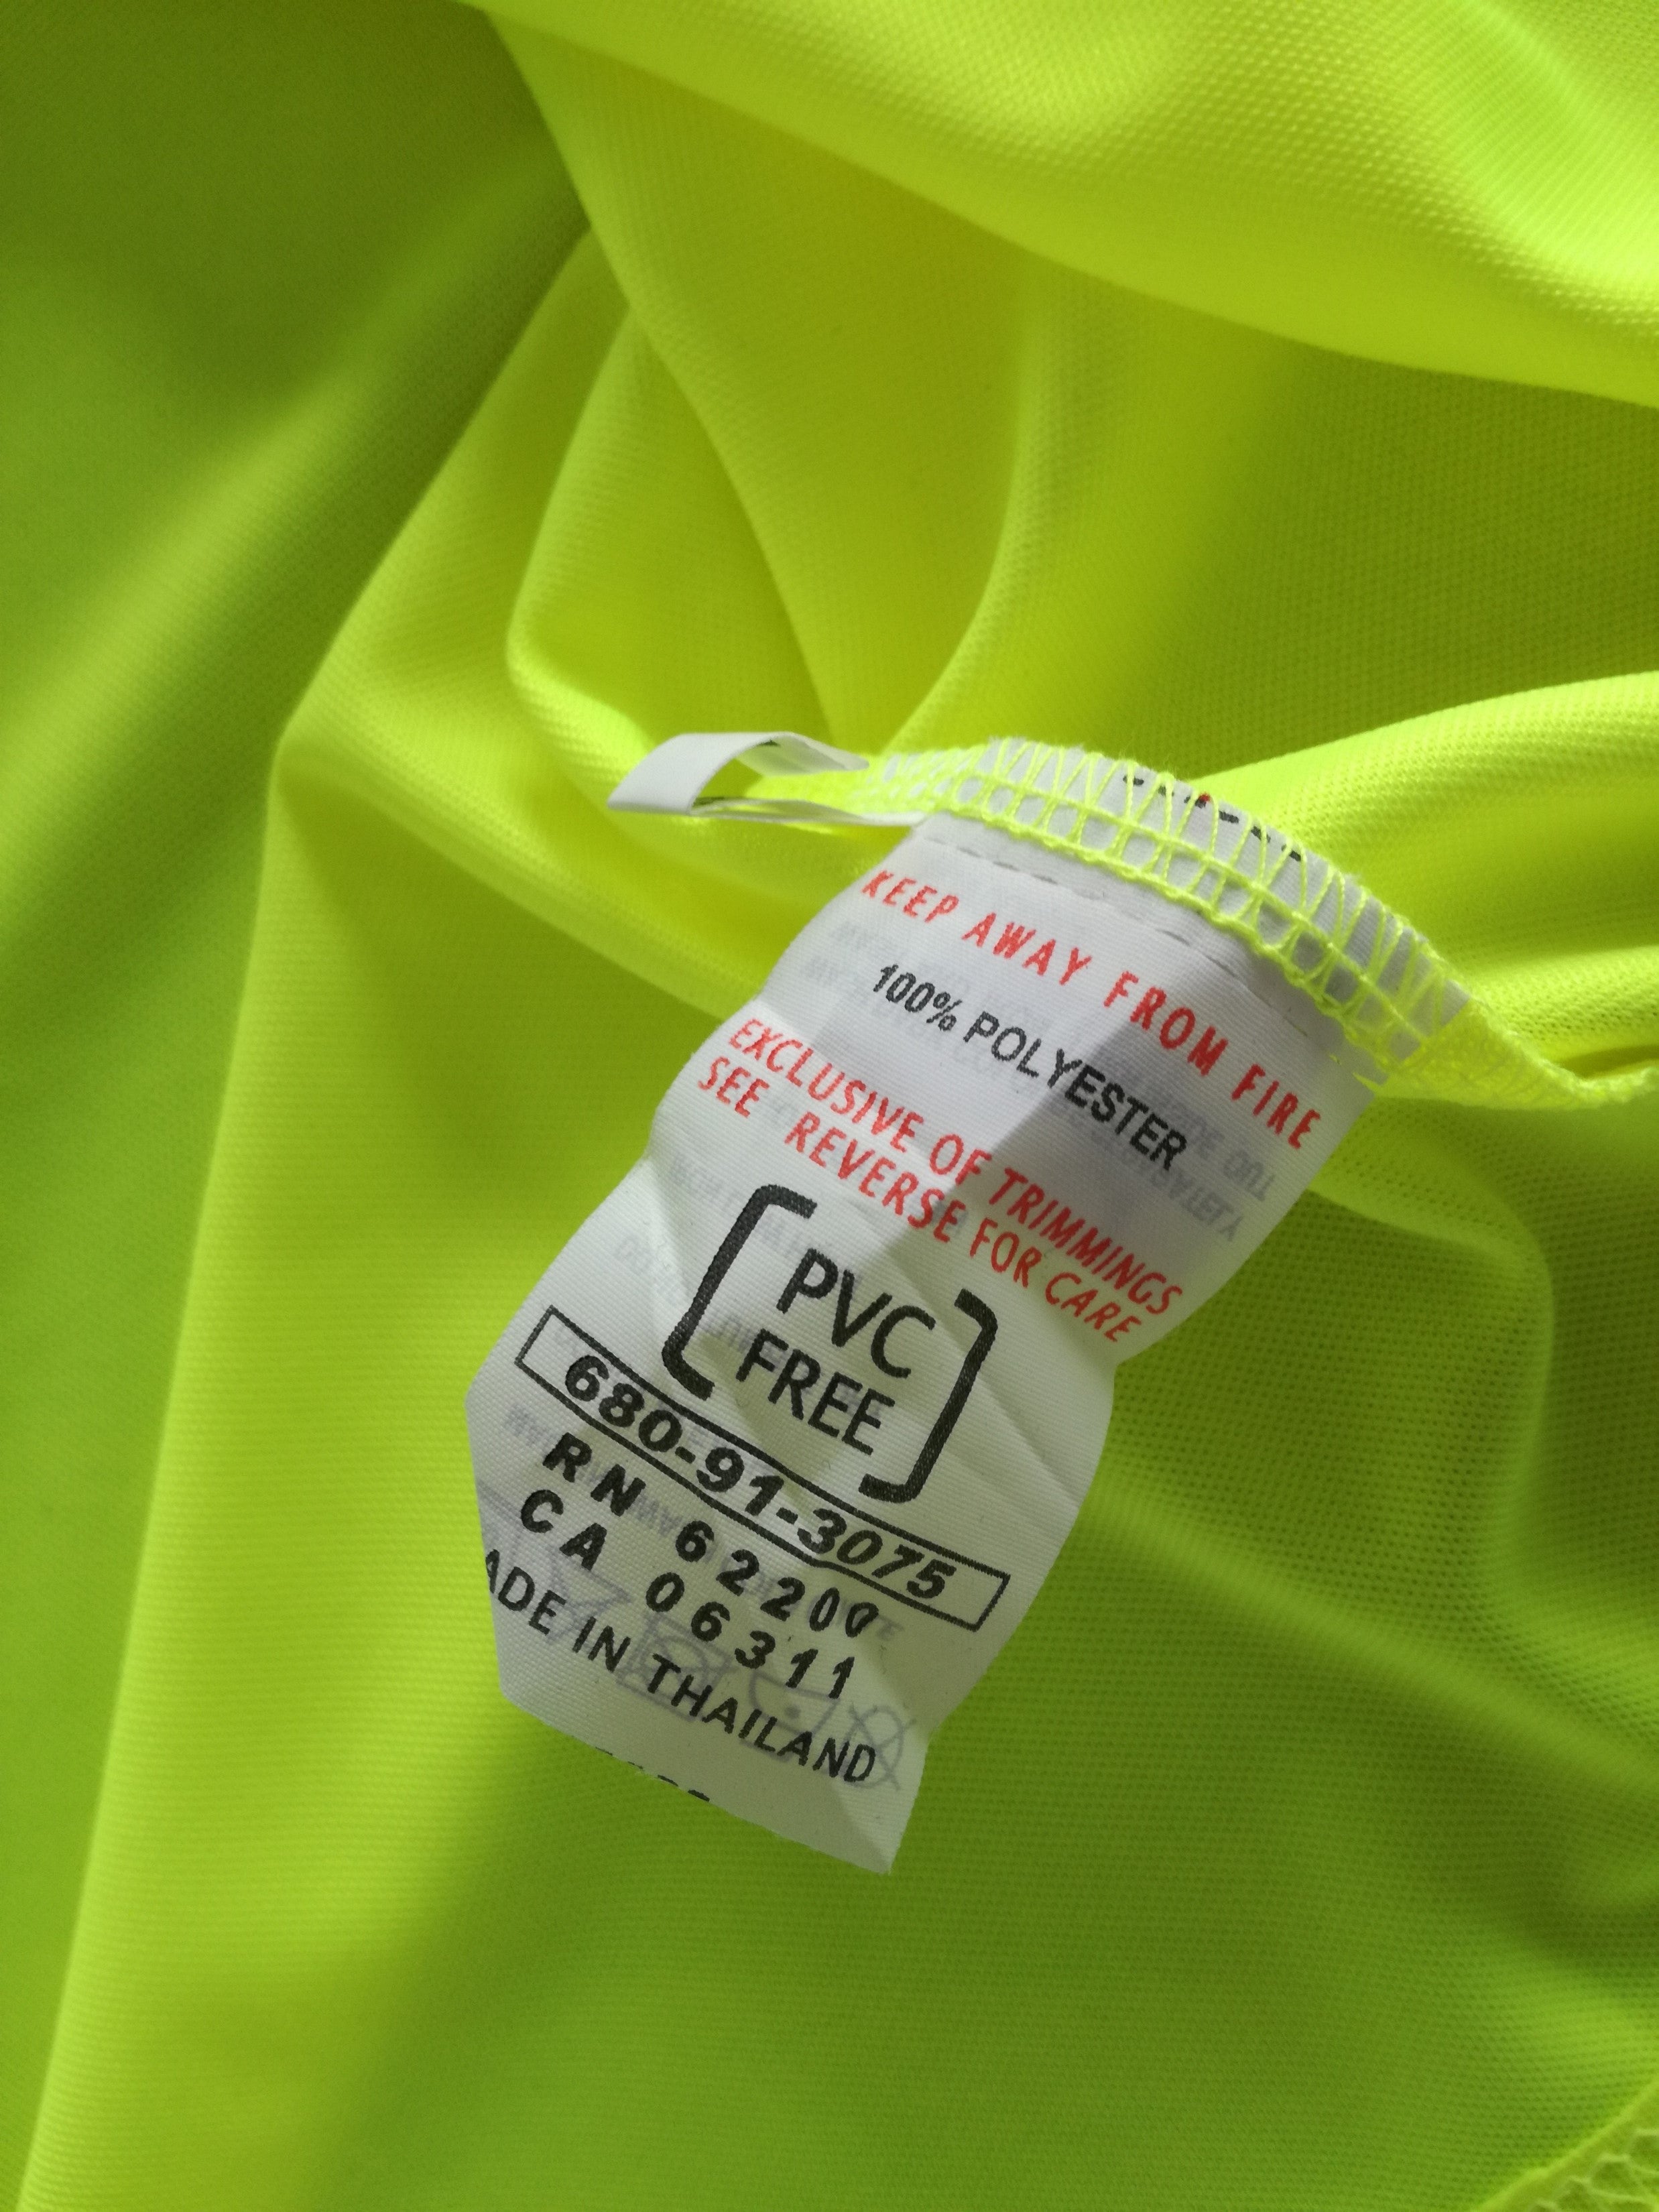 KEEP AWAY FROM FIRE
100% POLYESTER
EXCLUSIVE OF TRIMMINGS
SEE REVERSE FOR CARE
PVC
FREE
680-91-3075
RN 62200
CA 06311
ADE IN THAILAND